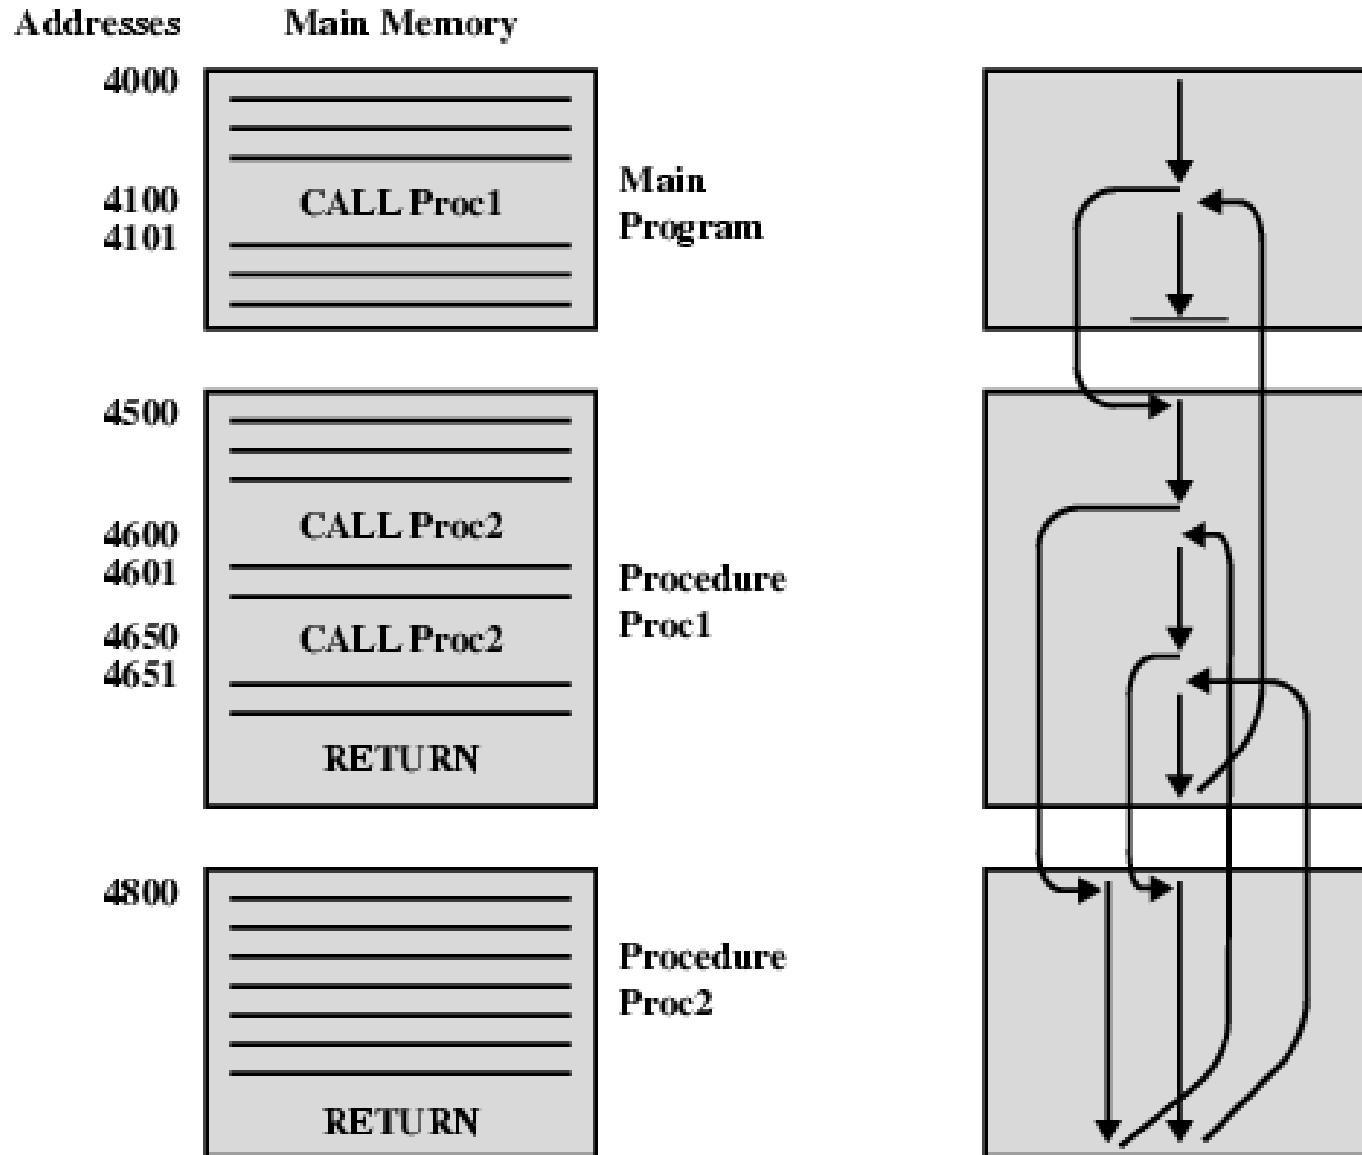 Addresses
Main Memory
4000
4100
CALL Proc1
4101
Main
Program
4500
CALL Proc2
4600
4601
4650
CALL Proc2
4651
RETURN
Procedure
Proc1
4800
Procedure
Proc2
RETURN